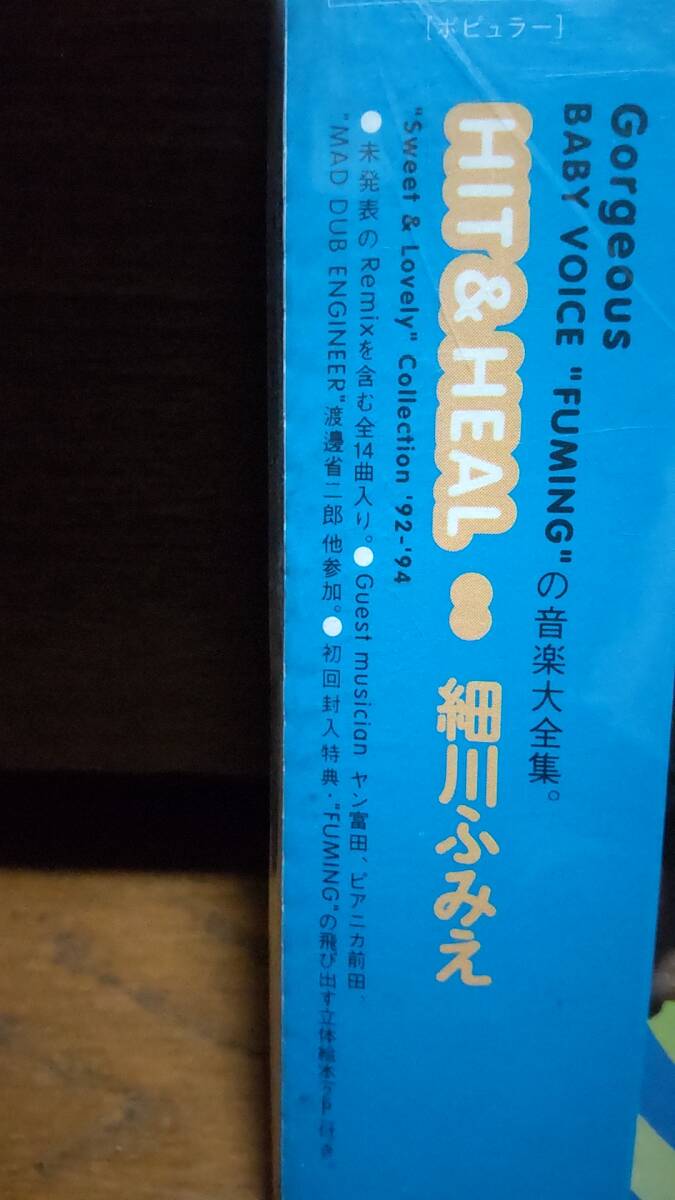 [ポピュラー]
Gorgeous
BABY VOICE "FUMING"の音楽大全集。
HIT & HEAL 細川ふみえ
"Sweet & Lovely" Collection '92-'94
●未発表のRemixを含む全14曲入り。●Guest musician ヤン富田、ピアニカ前田、
"MAD DUB ENGINEER"渡邊省二郎他参加。●初回封入特典・"FUMING"の飛び出す立体絵本2P付き